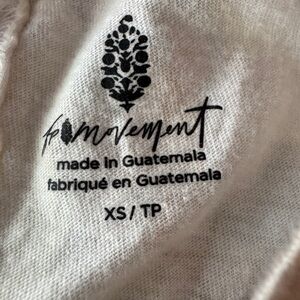 fp movement
made in Guatemala
fabriqué en Guatemala
XS / TP